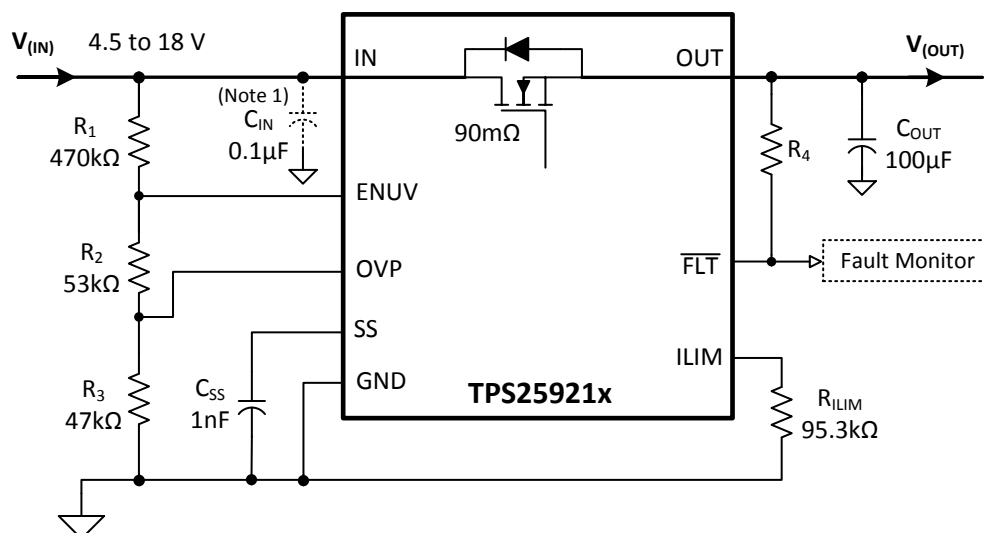 V(IN)
4.5 to 18 V
IN
OUT
V(OUT)
(Note 1)
CIN
0.1µF
R1
470kΩ
90mΩ
R4
COUT
100µF
ENUV
R2
53kΩ
OVP
FLT
Fault Monitor
SS
ILIM
GND
R3
47kΩ
CSS
1nF
TPS25921x
RILIM
95.3kΩ